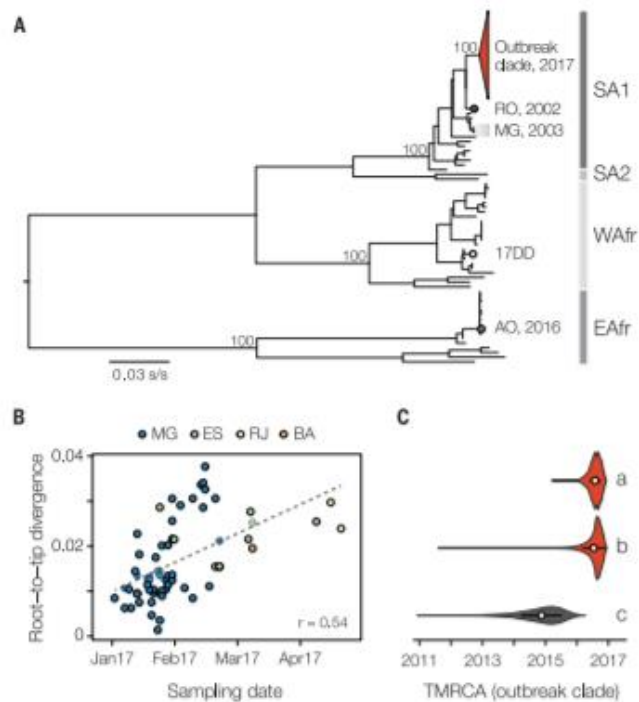 A
100
Outbreak
clade, 2017
RO, 2002
MG, 2003
100
SA1
SA2
WAfr
100
17DD
AO, 2016
EAfr
100
0.03 s/s
B
MG ES RJ BA
Root-to-tip divergence
0.04
0.02
0
r = 0.54
Jan17 Feb17 Mar17 Apr17
Sampling date
C
a
b
c
2011 2013 2015 2017
TMRCA (outbreak clade)